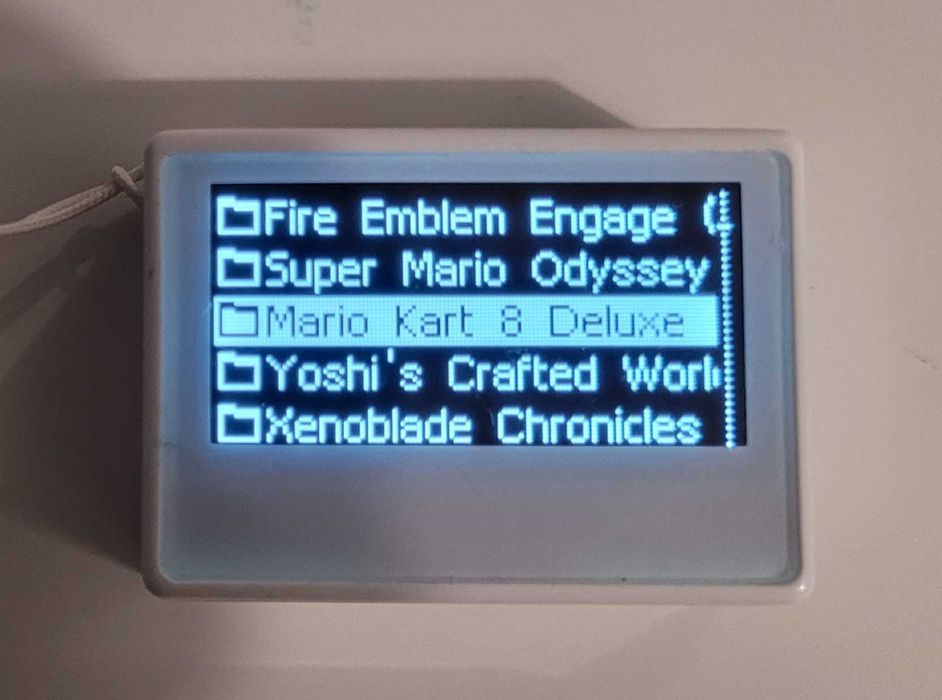 Fire Emblem Engage
Super Mario Odyssey
Mario Kart 8 Deluxe
Yoshi's Crafted
Xenoblade Chronicles